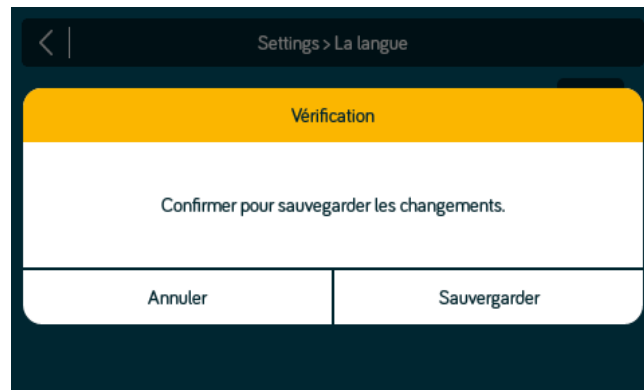 Settings > La langue
Vérification
Confirmer pour sauvegarder les changements.
Annuler
Sauvergarder